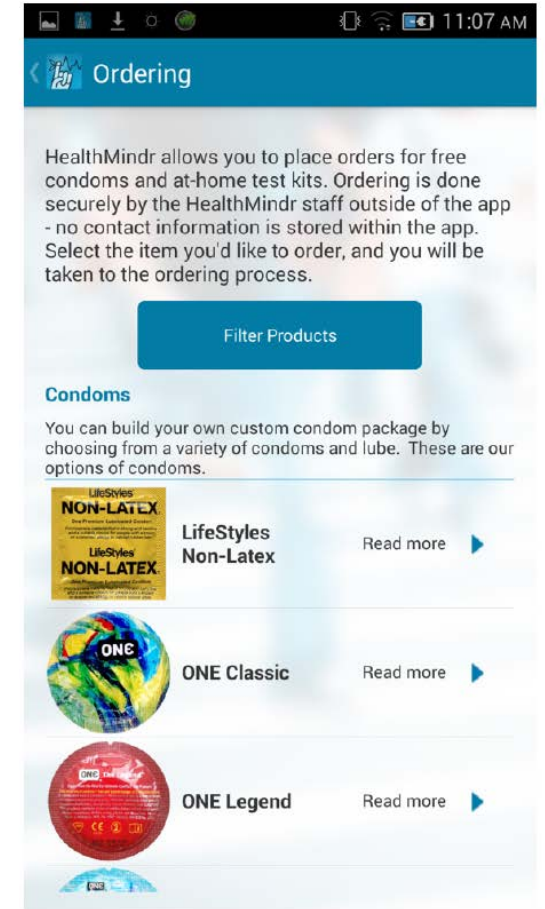 11:07 AM
Ordering
HealthMindr allows you to place orders for free
condoms and at-home test kits. Ordering is done
securely by the HealthMindr staff outside of the app
- no contact information is stored within the app.
Select the item you'd like to order, and you will be
taken to the ordering process.
Filter Products
Condoms
You can build your own custom condom package by
choosing from a variety of condoms and lube. These are our
options of condoms.
LifeStyles
NON-LATEX
LifeStyles
NON-LATEX
LifeStyles
Non-Latex
Read more
ONE
ONE Classic
Read more
ONE
ONE Legend
Read more
ONE